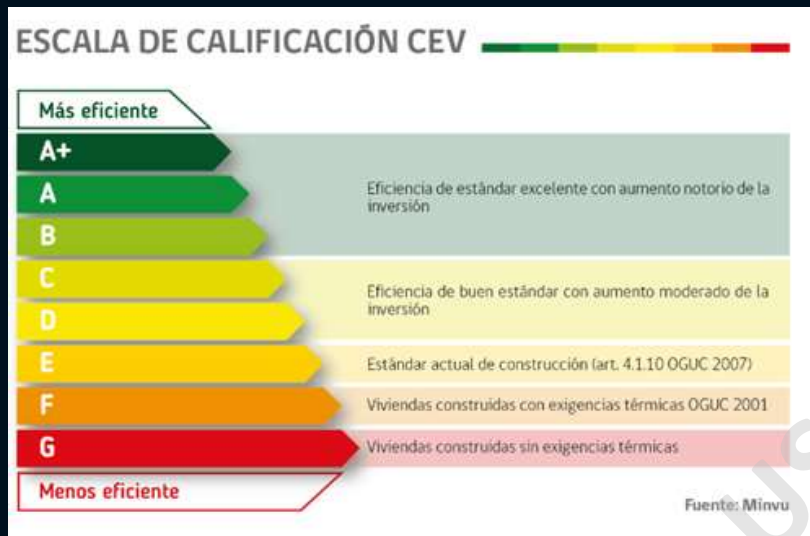 ESCALA DE CALIFICACIÓN CEV
Más eficiente
A+
A
Eficiencia de estándar excelente con aumento notorio de la
inversión
B
C
Eficiencia de buen estándar con aumento moderado de la
inversión
D
E
Estándar actual de construcción (art. 4.1.10 OGUC 2007)
F
Viviendas construidas con exigencias térmicas OGUC 2001
G
Viviendas construidas sin exigencias térmicas
Menos eficiente
Fuente: Minvu